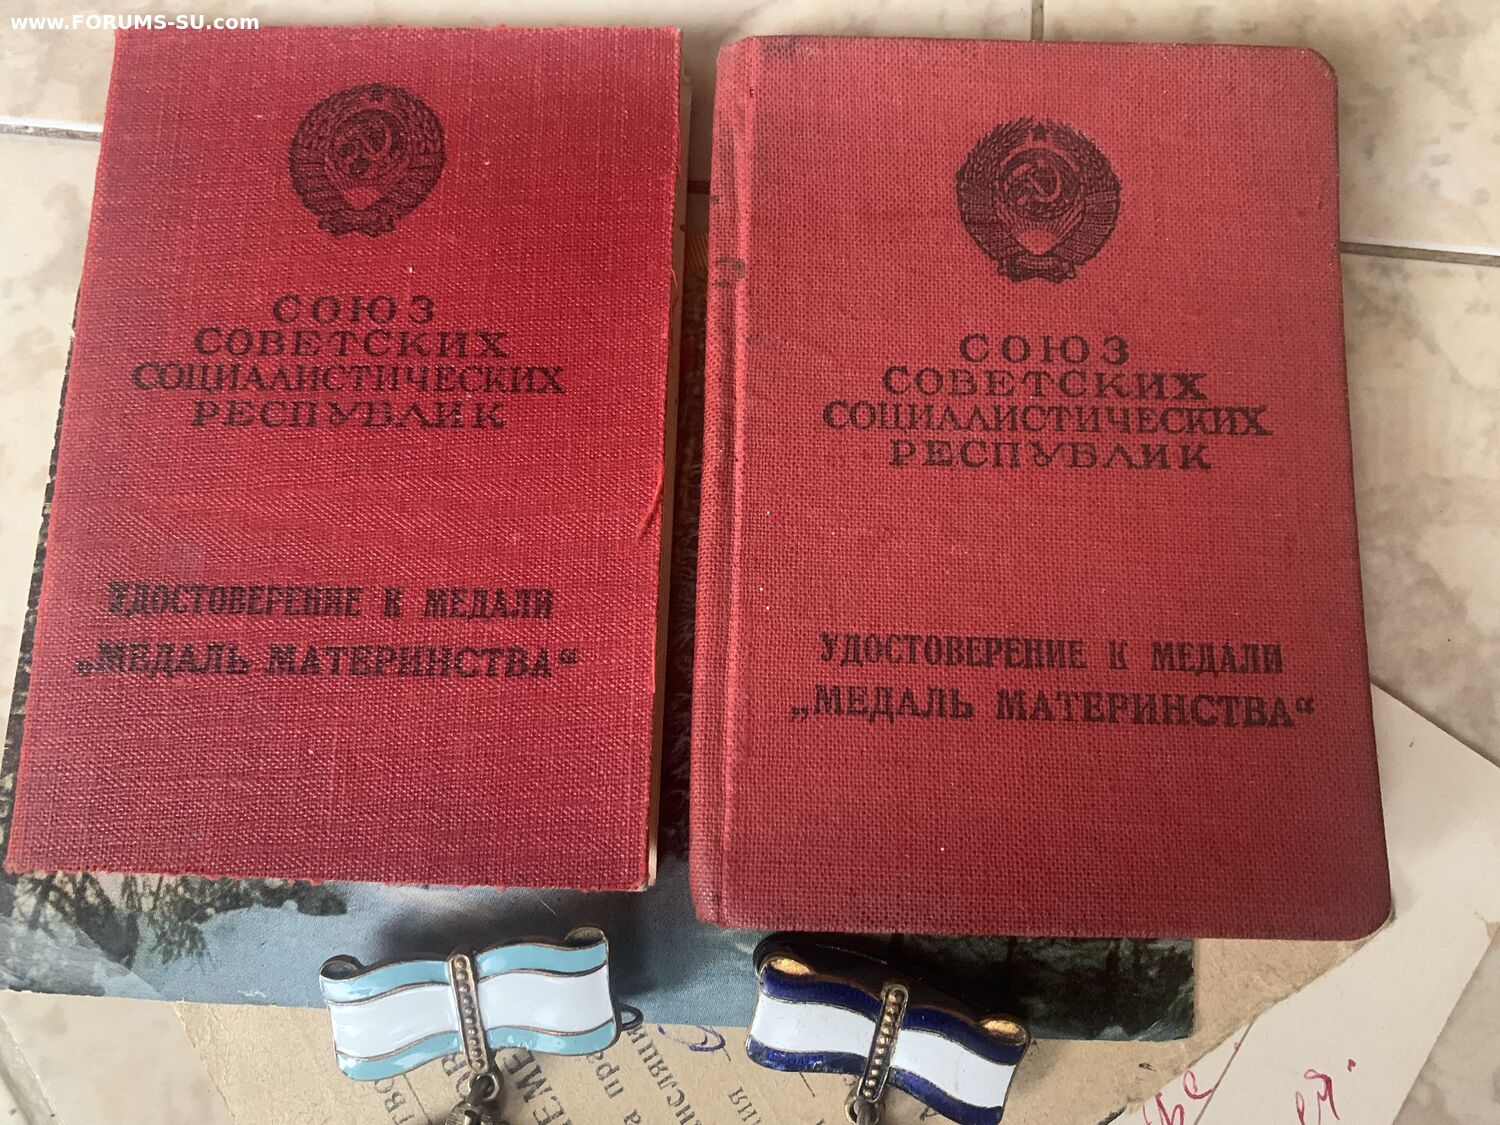 www.FORUMS-SU.com
СОЮЗ
СОВЕТСКИХ
СОЦИАЛИСТИЧЕСКИХ
РЕСПУБЛИК
УДОСТОВЕРЕНИЕ К МЕДАЛИ
„МЕДАЛЬ МАТЕРИНСТВА“
СОЮЗ
СОВЕТСКИХ
СОЦИАЛИСТИЧЕСКИХ
РЕСПУБЛИК
УДОСТОВЕРЕНИЕ К МЕДАЛИ
„МЕДАЛЬ МАТЕРИНСТВА“